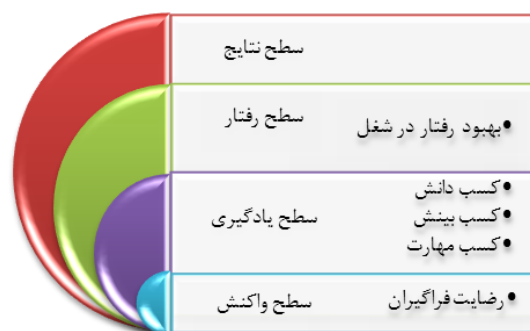 سطح نتایج
سطح رفتار
•بهبود رفتار در شغل
سطح یادگیری
•کسب دانش
•کسب بینش
•کسب مهارت
سطح واکنش
•رضایت فراگیران